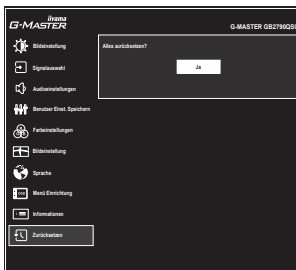 iiyama
G-MASTER
G-MASTER GB2790QSU
Bildeinstellung
Alles zurücksetzen?
Ja
Signalauswahl
Audioeinstellungen
Benutzer Einst. Speichern
Farbeinstellungen
Bildeinstellung
Sprache
OSD
Menü Einrichtung
Informationen
Zurücksetzen